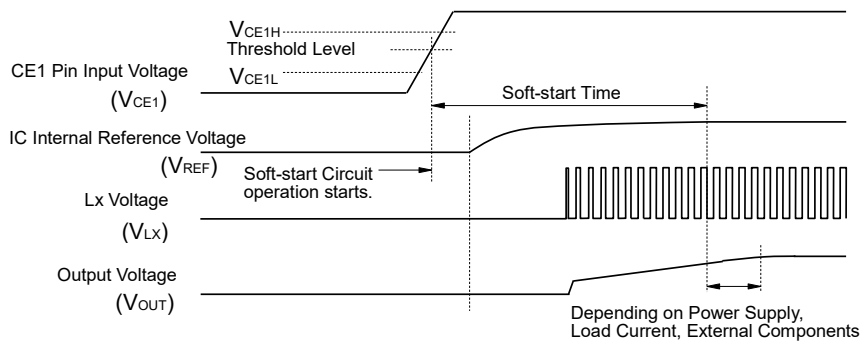 VCE1H
Threshold Level
VCE1L
CE1 Pin Input Voltage
(VCE1)
Soft-start Time
IC Internal Reference Voltage
(VREF)
Soft-start Circuit
operation starts.
Lx Voltage
(VLX)
Output Voltage
(VOUT)
Depending on Power Supply,
Load Current, External Components